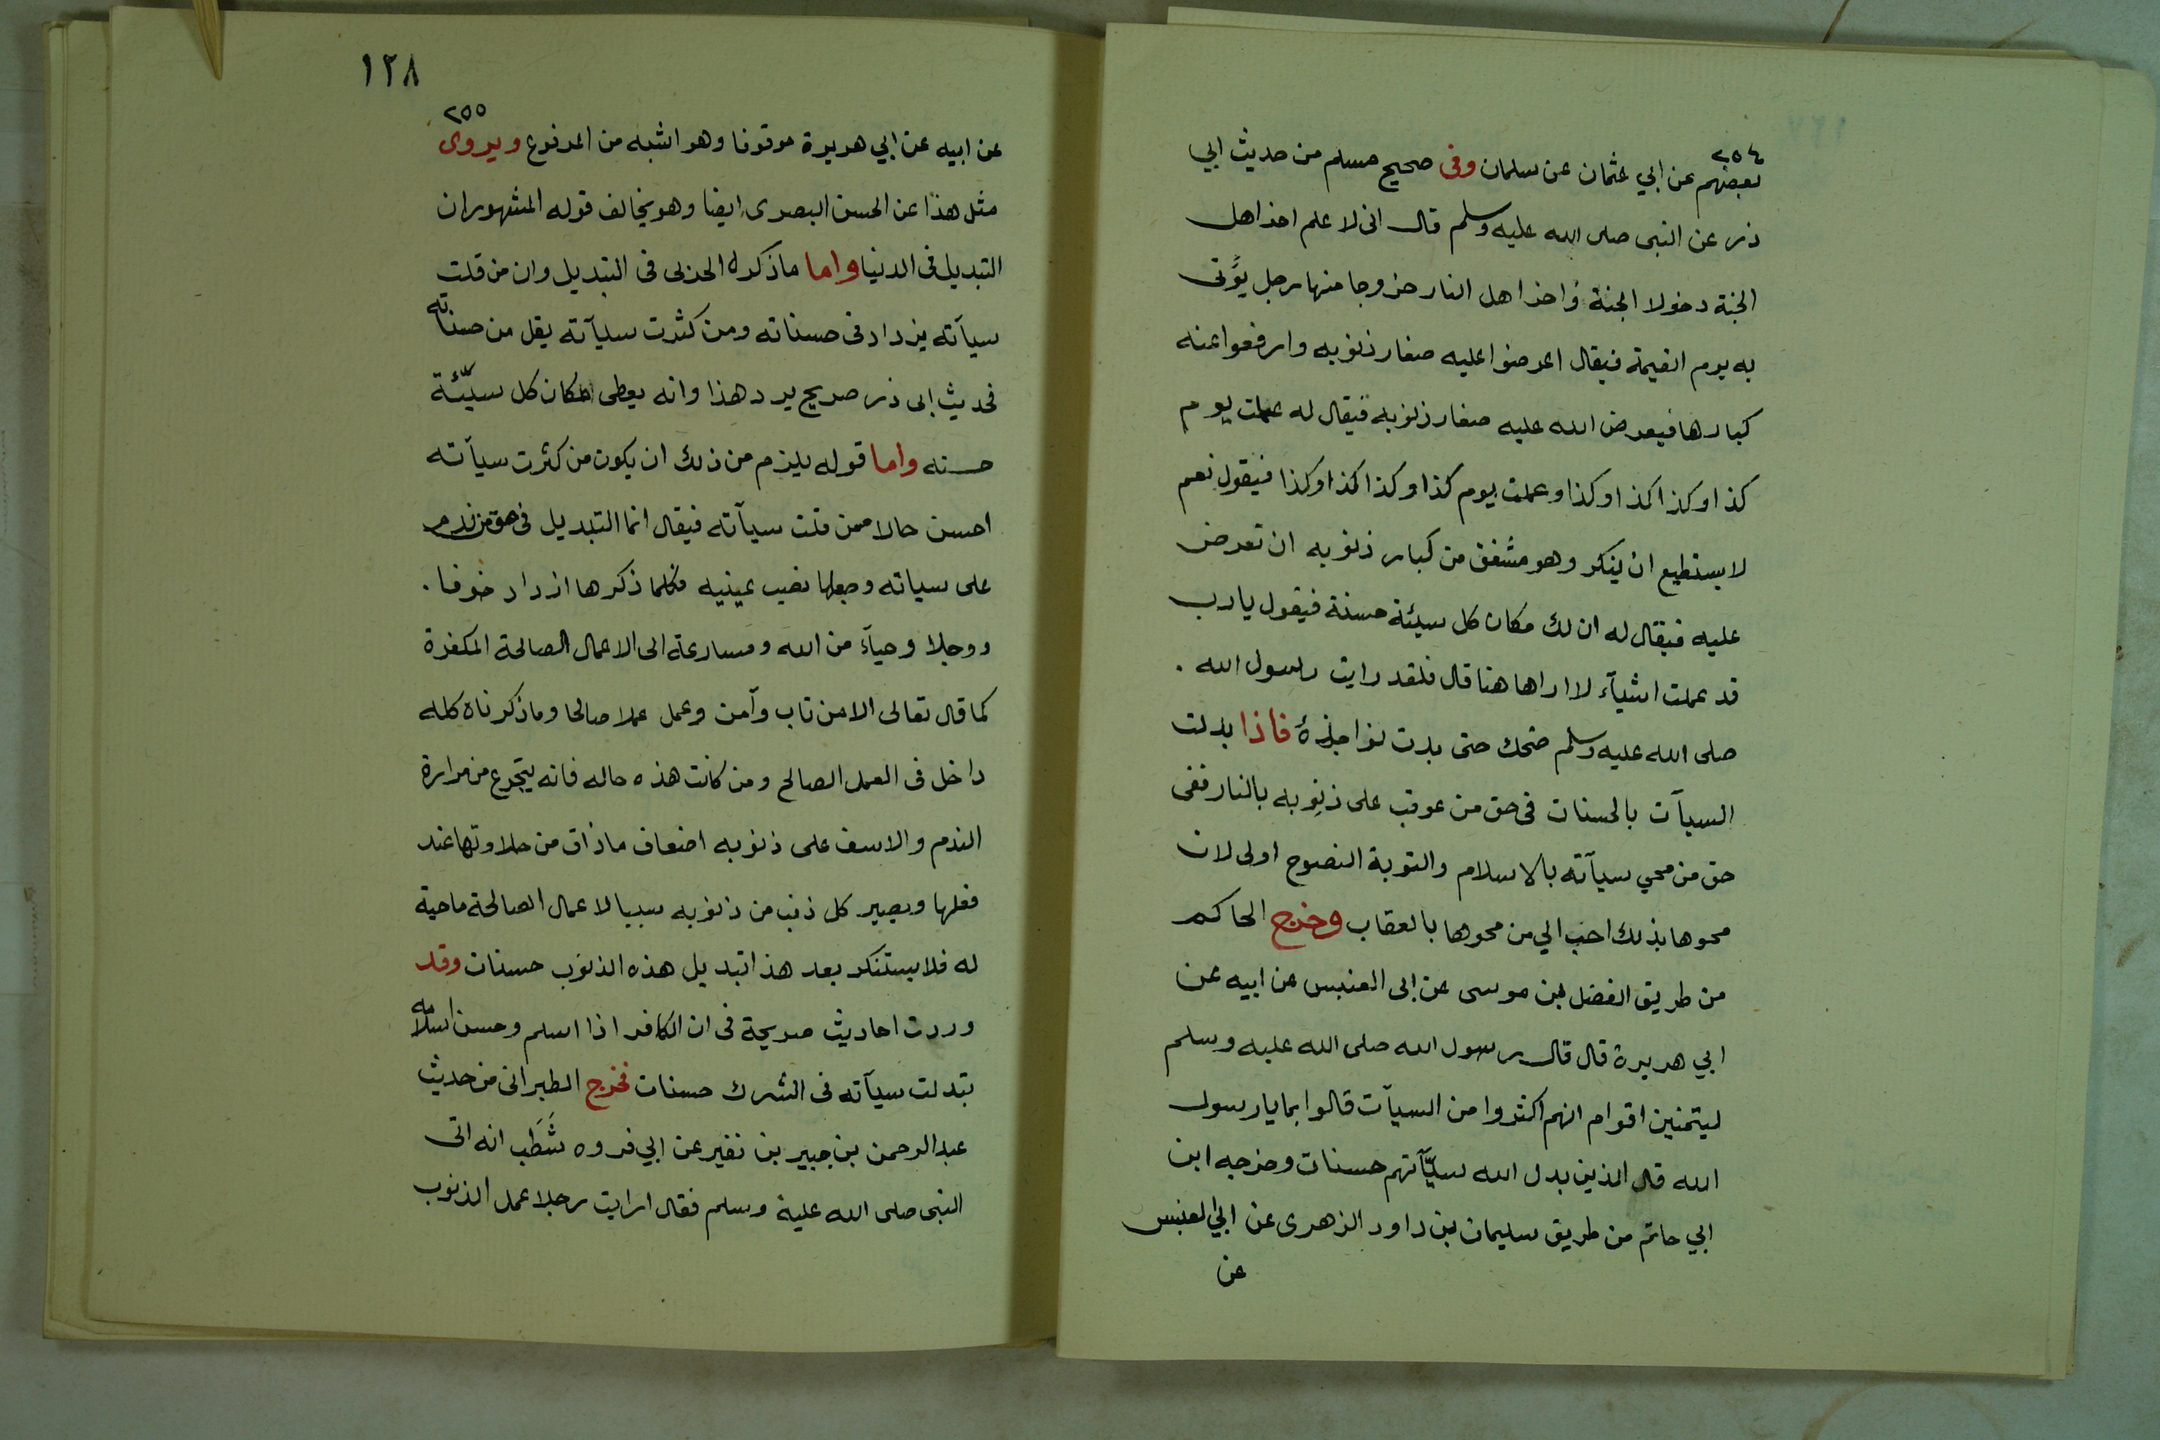 ٢٥٤
بعضهم عن ابي عثمان عن سلمان وفى صحيح مسلم من حديث ابي
ذر عن النبى صلى الله عليه وسلم قال انى لا علم اخذ اهل
الجنة دخولا الجنة واخذ اهل النار خروجا منها رجل يؤتى
به يوم القيمة فيقال اعرضوا عليه صغار ذنوبه وارفعوا عنه
كبارها فيعرض الله عليه صغار ذنوبه فيقال له عملت يوم
كذا وكذا كذا وكذا وعملت يوم كذا وكذا كذا وكذا فيقول نعم
لا يستطيع ان ينكر وهو مشفق من كبار ذنوبه ان تعرض
عليه فيقال له ان لك مكان كل سيئة حسنة فيقول يارب
قد عملت اشيآء لا اراها هنا قال فلقد رايت رسول الله .
صلى الله عليه وسلم ضحك حتى بدت نواجذه فاذا بدلت
السيآت بالحسنات فى حق من عوقب على ذنوبه بالنار ففى
حق من محي سيآته بالاسلام والتوبة النصوح اولى لان
محوها بذلك احب الي من محوها بالعقاب وخرج الحاكم
من طريق الفضل بن موسى عن ابى العنبس عن ابيه عن
ابي هريرة قال قال رسول الله صلى الله عليه وسلم
ليتمنين اقوام انهم اكثروا من السيآت قالوا بما يا رسول
الله قال الذين بدل الله سيّآتهم حسنات وخرجه ابن
ابي حاتم من طريق سليمان بن داود الزهرى عن ابي العنبس
عن
١٢٨
٢٥٥
عن ابيه عن ابي هريرة موقوفا وهو اشبه من المرفوع ويروى
مثل هذا عن الحسن البصرى ايضا وهو يخالف قوله المشهور ان
التبديل فى الدنيا واما ماذكره الحربى فى التبديل وان من قلت
سيآته يزداد فى حسناته ومن كثرت سيآته يقل من حسناته
فحديث ابى ذر صريح يرد هذا وانه يعطى مكان كل سيّئة
حسنه واما قوله يلزم من ذلك ان يكون من كثرت سيآته
احسن حالا ممن قلت سيآته فيقال انما التبديل فى حق من ندم
على سياته وجعلها نصب عينيه فكلما ذكرها ازداد خوفا .
ووجلا وحيآء من الله ومسارعة الى الاعمال الصالحة المكفرة
كما قال تعالى الا من تاب وآمن وعمل عملا صالحا وما ذكرناه كله
داخل فى العمل الصالح ومن كانت هذه حاله فانه يتجرع من مرارة
الندم والاسف على ذنوبه اضعاف ماذاق من حلاوتها عند
فعلها ويصير كل ذنب من ذنوبه سببا لاعمال الصالحة ماحية
له فلا يستنكر بعد هذا تبديل هذه الذنوب حسنات وقد
وردت احاديث صريحة فى ان الكافر اذا اسلم وحسن اسلامه
تبدلت سيآته فى الشرك حسنات فخرج الطبرانى من حديث
عبد الرحمن بن جبير بن نفير عن ابي فروه شَطَب انه اتى
النبى صلى الله عليه وسلم فقال ارايت رجلا عمل الذنوب